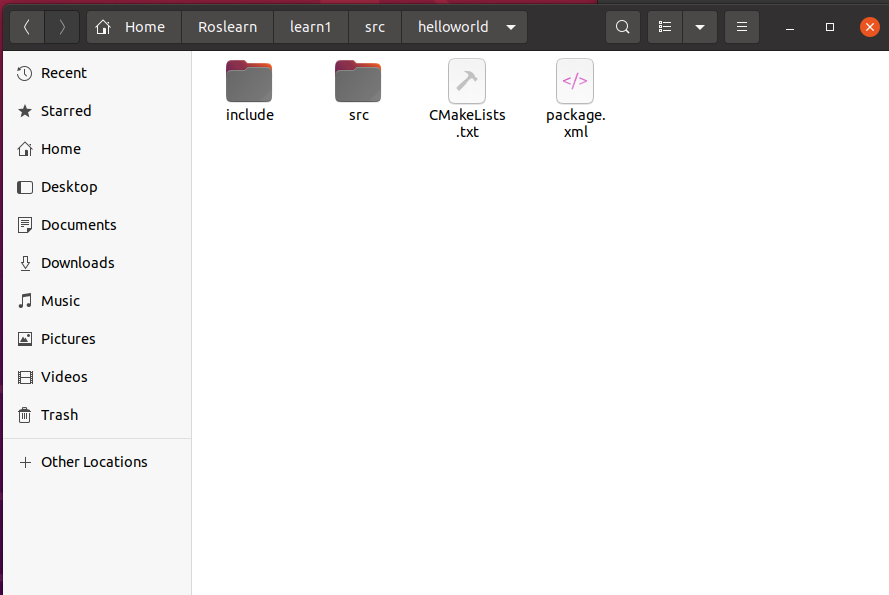 Home
Roslearn
learn1
src
helloworld
Recent
Starred
Home
Desktop
Documents
Downloads
Music
Pictures
Videos
Trash
Other Locations
include
src
CMakeLists
.txt
package.
xml